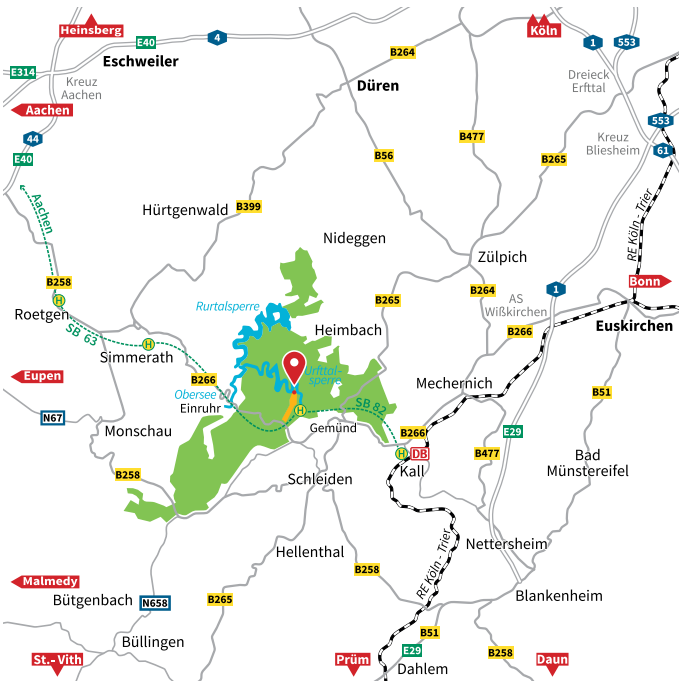 Heinsberg
Köln
E40
4
1
553
Eschweiler
B264
E314
Kreuz
Aachen
Düren
Dreieck
Erfttal
Aachen
553
44
B477
Kreuz
Bliesheim
61
E40
B56
B265
Aachen
Hürtgenwald
B399
RE Köln - Trier
Nideggen
Zülpich
B258
Bonn
B264
1
Roetgen
Rurtalsperre
B265
AS
Wißkirchen
SB 63
Heimbach
B266
Euskirchen
Simmerath
Eupen
B266
Urfttal-
sperre
Mechernich
Obersee
B51
Einruhr
SB 82
N67
Gemünd
Monschau
B266
E29
DB
B477
Bad
Münstereifel
B258
Kall
Schleiden
Nettersheim
Hellenthal
RE Köln - Trier
B258
Malmedy
Bütgenbach
N658
B265
Blankenheim
Büllingen
B51
E29
B258
St.-Vith
Prüm
Daun
Dahlem
H
H
H
H